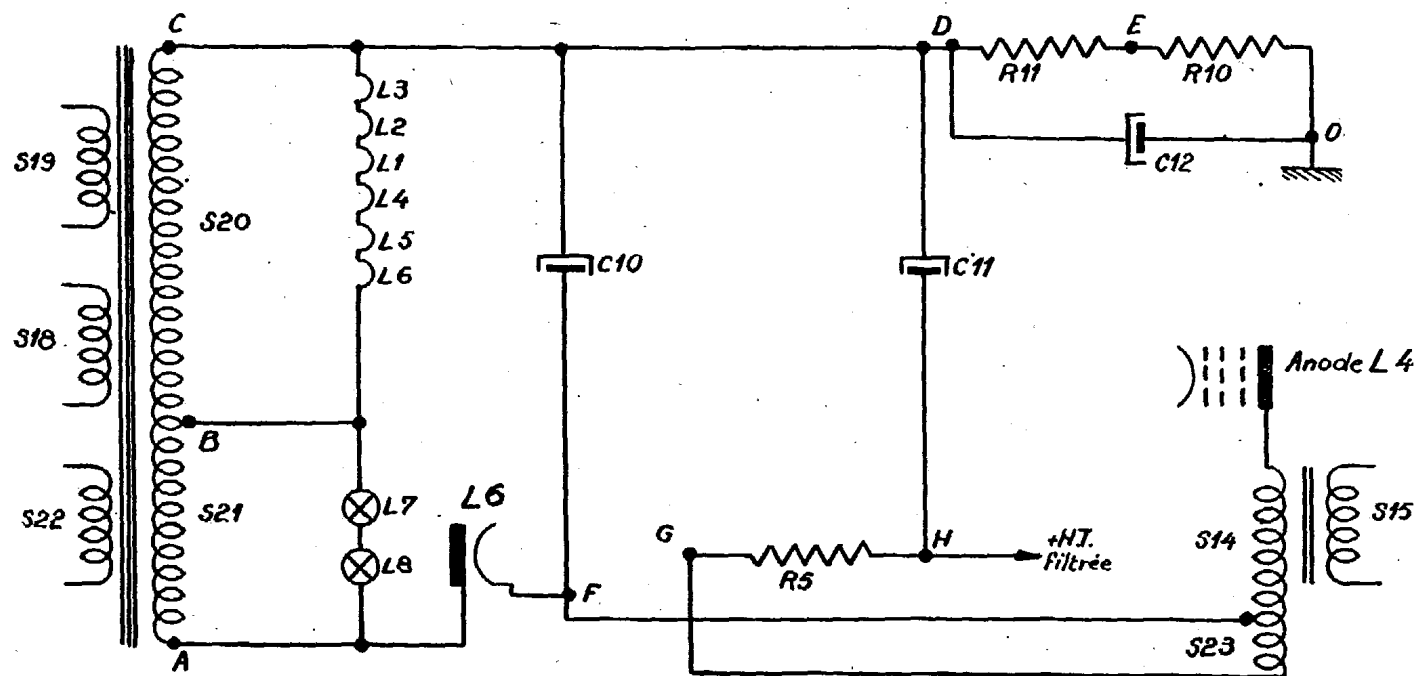 C
D
E
R11
R10
O
C12
L3
L2
L1
L4
L5
L6
S19
S20
C10
C11
S18
Anode L4
B
S21
L7
L8
L6
S22
G
H
+H.T.
filtrée
R5
S14
S15
F
S23
A